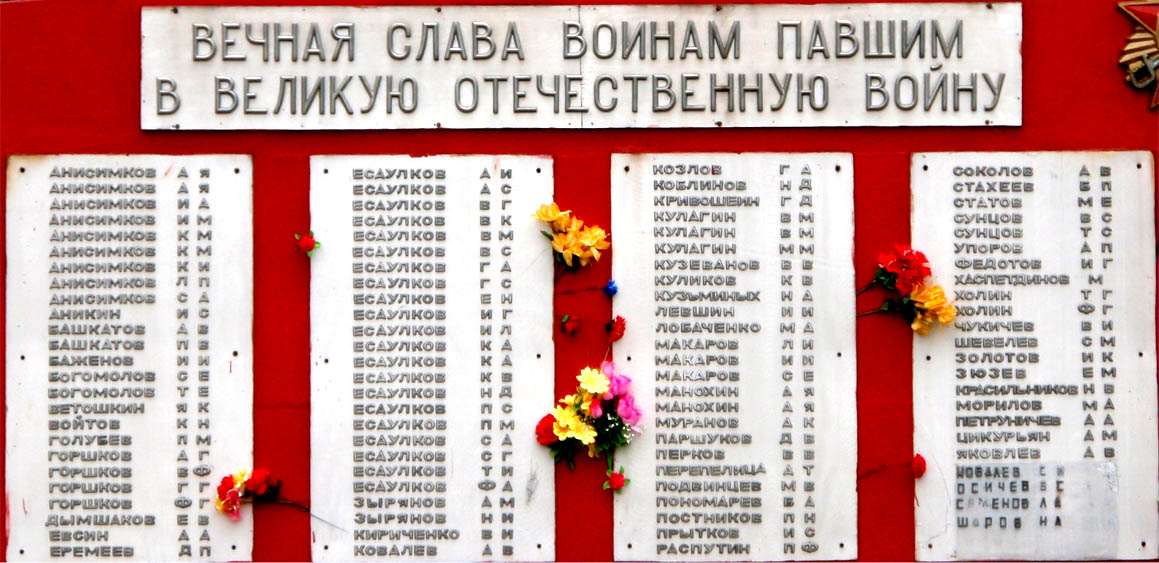 ВЕЧНАЯ СЛАВА ВОИНАМ ПАВШИМ
В ВЕЛИКУЮ ОТЕЧЕСТВЕННУЮ ВОЙНУ
АНИСИМКОВ А Я
АНИСИМКОВ А Я
АНИСИМКОВ И А
АНИСИМКОВ И М
АНИСИМКОВ К М
АНИСИМКОВ К М
АНИСИМКОВ К И
АНИСИМКОВ Л П
АНИСИМКОВ С А
АНИКИН И С
БАШКАТОВ А В
БАШКАТОВ П В
БАЖЕНОВ И И
БОГОМОЛОВ С Е
БОГОМОЛОВ Т Е
ВЕТОШКИН Я К
ВОЙТОВ К Н
ГОЛУБЕВ П М
ГОРШКОВ А Г
ГОРШКОВ В Ф
ГОРШКОВ Г Г
ГОРШКОВ Ф Г
ДЫМШАКОВ Е В
ЕВСИН А А
ЕРЕМЕЕВ Д П
ЕСАУЛКОВ А И
ЕСАУЛКОВ А С
ЕСАУЛКОВ В Г
ЕСАУЛКОВ В К
ЕСАУЛКОВ В М
ЕСАУЛКОВ В С
ЕСАУЛКОВ Г А
ЕСАУЛКОВ Г С
ЕСАУЛКОВ Е Н
ЕСАУЛКОВ И Г
ЕСАУЛКОВ И Л
ЕСАУЛКОВ К А
ЕСАУЛКОВ К А
ЕСАУЛКОВ К В
ЕСАУЛКОВ Н Д
ЕСАУЛКОВ П С
ЕСАУЛКОВ П М
ЕСАУЛКОВ С А
ЕСАУЛКОВ С Г
ЕСАУЛКОВ Т И
ЕСАУЛКОВ Ф А
ЗЫРЯНОВ А М
ЗЫРЯНОВ Н И
КИРИЧЕНКО В И
КОВАЛЕВ А В
КОЗЛОВ Г А
КОБЛИНОВ Н Д
КРИВОШЕИН Г Д
КУЛАГИН В М
КУЛАГИН В М
КУЛАГИН М М
КУЗЕВАНОВ В В
КУЛИКОВ К В
КУЗЬМИНЫХ Н А
ЛЕВШИН И И
ЛОБАЧЕНКО М А
МАКАРОВ Л И
МАКАРОВ И И
МАКАРОВ С Е
МАНОХИН А Я
МАНОХИН А Я
МУРАНОВ А К
ПАРШУКОВ Д В
ПЕРКОВ В В
ПЕРЕПЕЛИЦА А Т
ПОДВИНЦЕВ М В
ПОНОМАРЕВ Б А
ПОСТНИКОВ П Н
ПРЫТКОВ И С
РАСПУТИН П Ф
СОКОЛОВ А В
СТАХЕЕВ Б П
СТАТОВ М Е
СУНЦОВ В С
СУНЦОВ Т С
УПОРОВ А П
ФЕДОТОВ И Г
ХАСПЕТДИНОВ М
ХОЛИН Т Г
ХОЛИН Ф Г
ЧУКИЧЕВ В И
ШЕВЕЛЕВ С М
ЗОЛОТОВ И К
ЗЮЗЕВ Е М
КРАСИЛЬНИКОВ Н В
МОРИЛОВ М А
ПЕТРУНИЧЕВ А А
ЦИКУРЬЯН А М
ЯКОВЛЕВ А В
С И
ОСИЧЕВ В С
СЕМЕНОВ Л А
ШАРОВ Н А